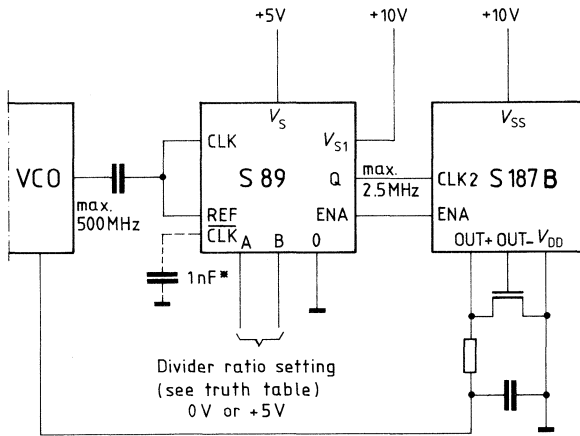 +5V
+10V
+10V
VS
VSS
CLK
VS1
VCO
S 89
Q
max.
2.5MHz
CLK2
S 187 B
max.
500MHz
REF
ENA
ENA
CLK
A
B
0
OUT+ OUT- VDD
1nF*
Divider ratio setting
(see truth table)
0V or +5V